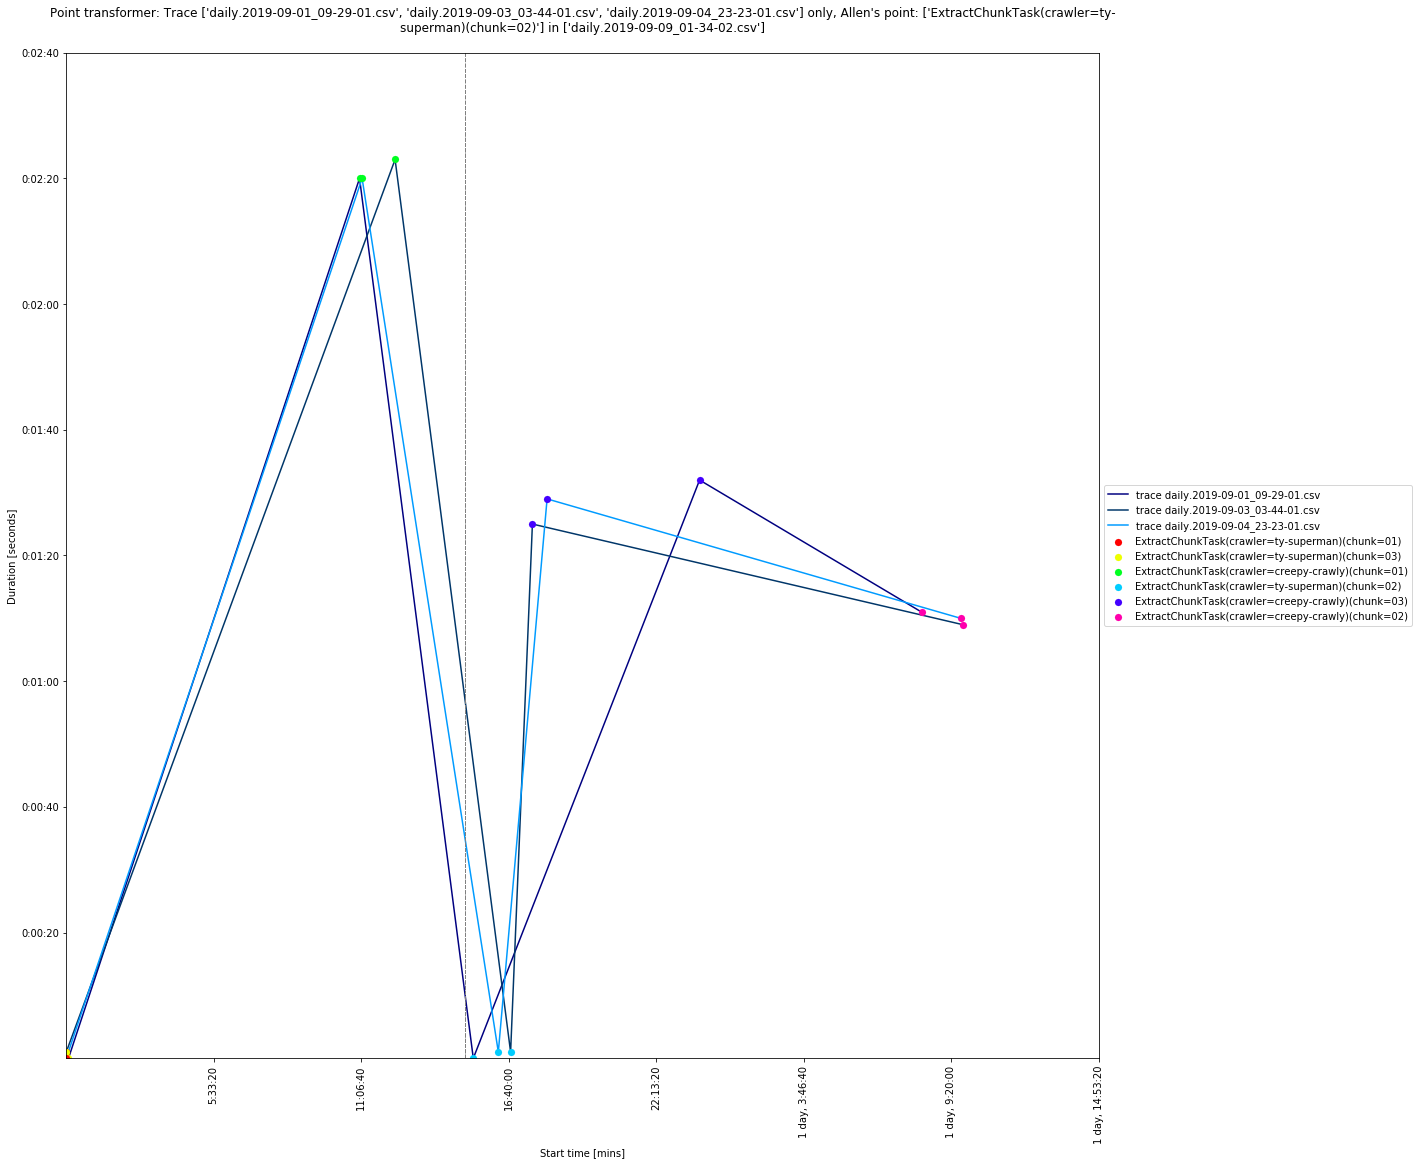 Point transformer: Trace ['daily.2019-09-01_09-29-01.csv', 'daily.2019-09-03_03-44-01.csv', 'daily.2019-09-04_23-23-01.csv'] only, Allen's point: ['ExtractChunkTask(crawler=ty-
superman)(chunk=02)'] in ['daily.2019-09-09_01-34-02.csv']
0:02:40
0:02:20
0:02:00
0:01:40
0:01:20
0:01:00
0:00:40
0:00:20
Duration [seconds]
5:33:20
11:06:40
16:40:00
22:13:20
1 day, 3:46:40
1 day, 9:20:00
1 day, 14:53:20
Start time [mins]
trace daily.2019-09-01_09-29-01.csv
trace daily.2019-09-03_03-44-01.csv
trace daily.2019-09-04_23-23-01.csv
ExtractChunkTask(crawler=ty-superman)(chunk=01)
ExtractChunkTask(crawler=ty-superman)(chunk=03)
ExtractChunkTask(crawler=creepy-crawly)(chunk=01)
ExtractChunkTask(crawler=ty-superman)(chunk=02)
ExtractChunkTask(crawler=creepy-crawly)(chunk=03)
ExtractChunkTask(crawler=creepy-crawly)(chunk=02)